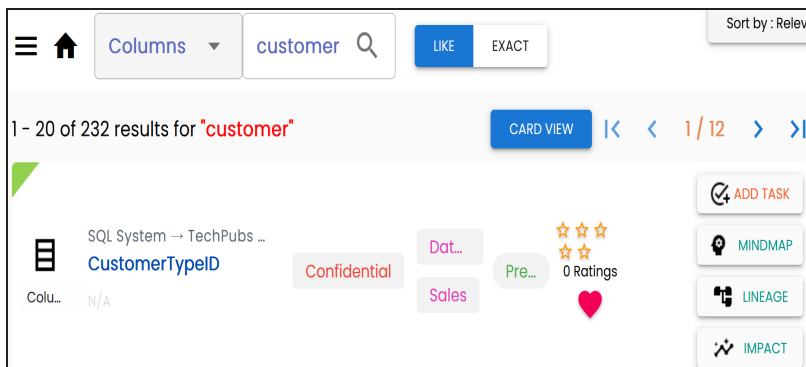 Columns customer LIKE EXACT Sort by : Relev
1 - 20 of 232 results for "customer" CARD VIEW 1 / 12
ADD TASK
SQL System → TechPubs ...
CustomerTypeID
Confidential
Dat...
Sales
Pre...
0 Ratings
Colu...
N/A
MINDMAP
LINEAGE
IMPACT